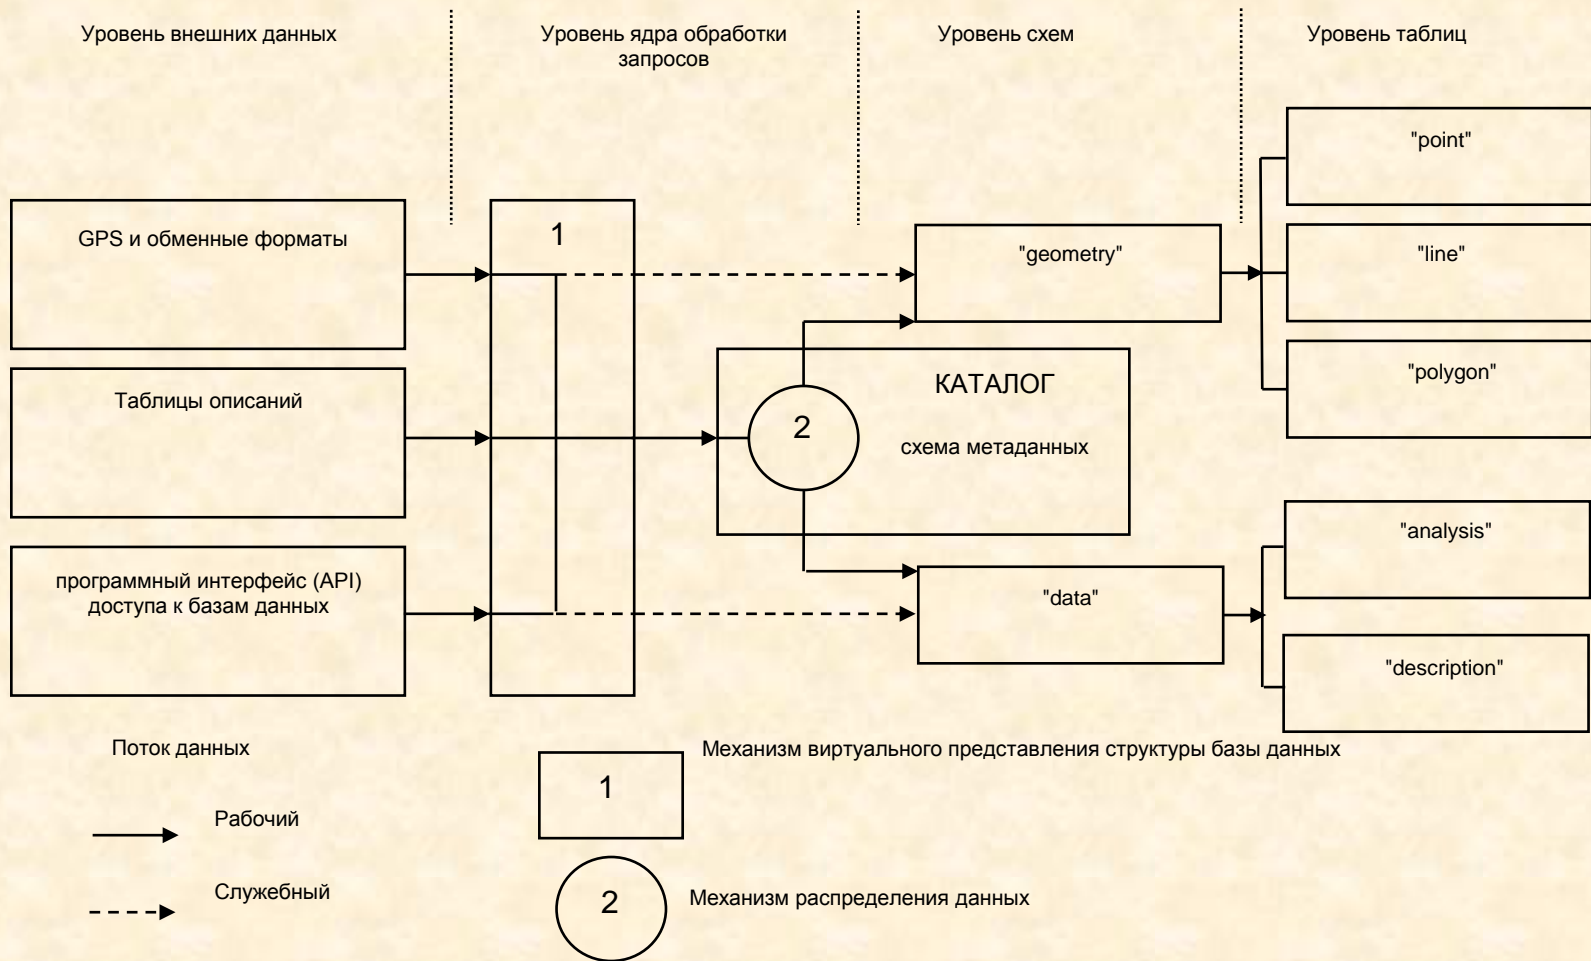 Уровень внешних данных
Уровень ядра обработки
запросов
Уровень схем
Уровень таблиц
GPS и обменные форматы
Таблицы описаний
программный интерфейс (API)
доступа к базам данных
1
2
КАТАЛОГ
схема метаданных
"geometry"
"data"
"point"
"line"
"polygon"
"analysis"
"description"
Поток данных
Рабочий
Служебный
1
Механизм виртуального представления структуры базы данных
2
Механизм распределения данных